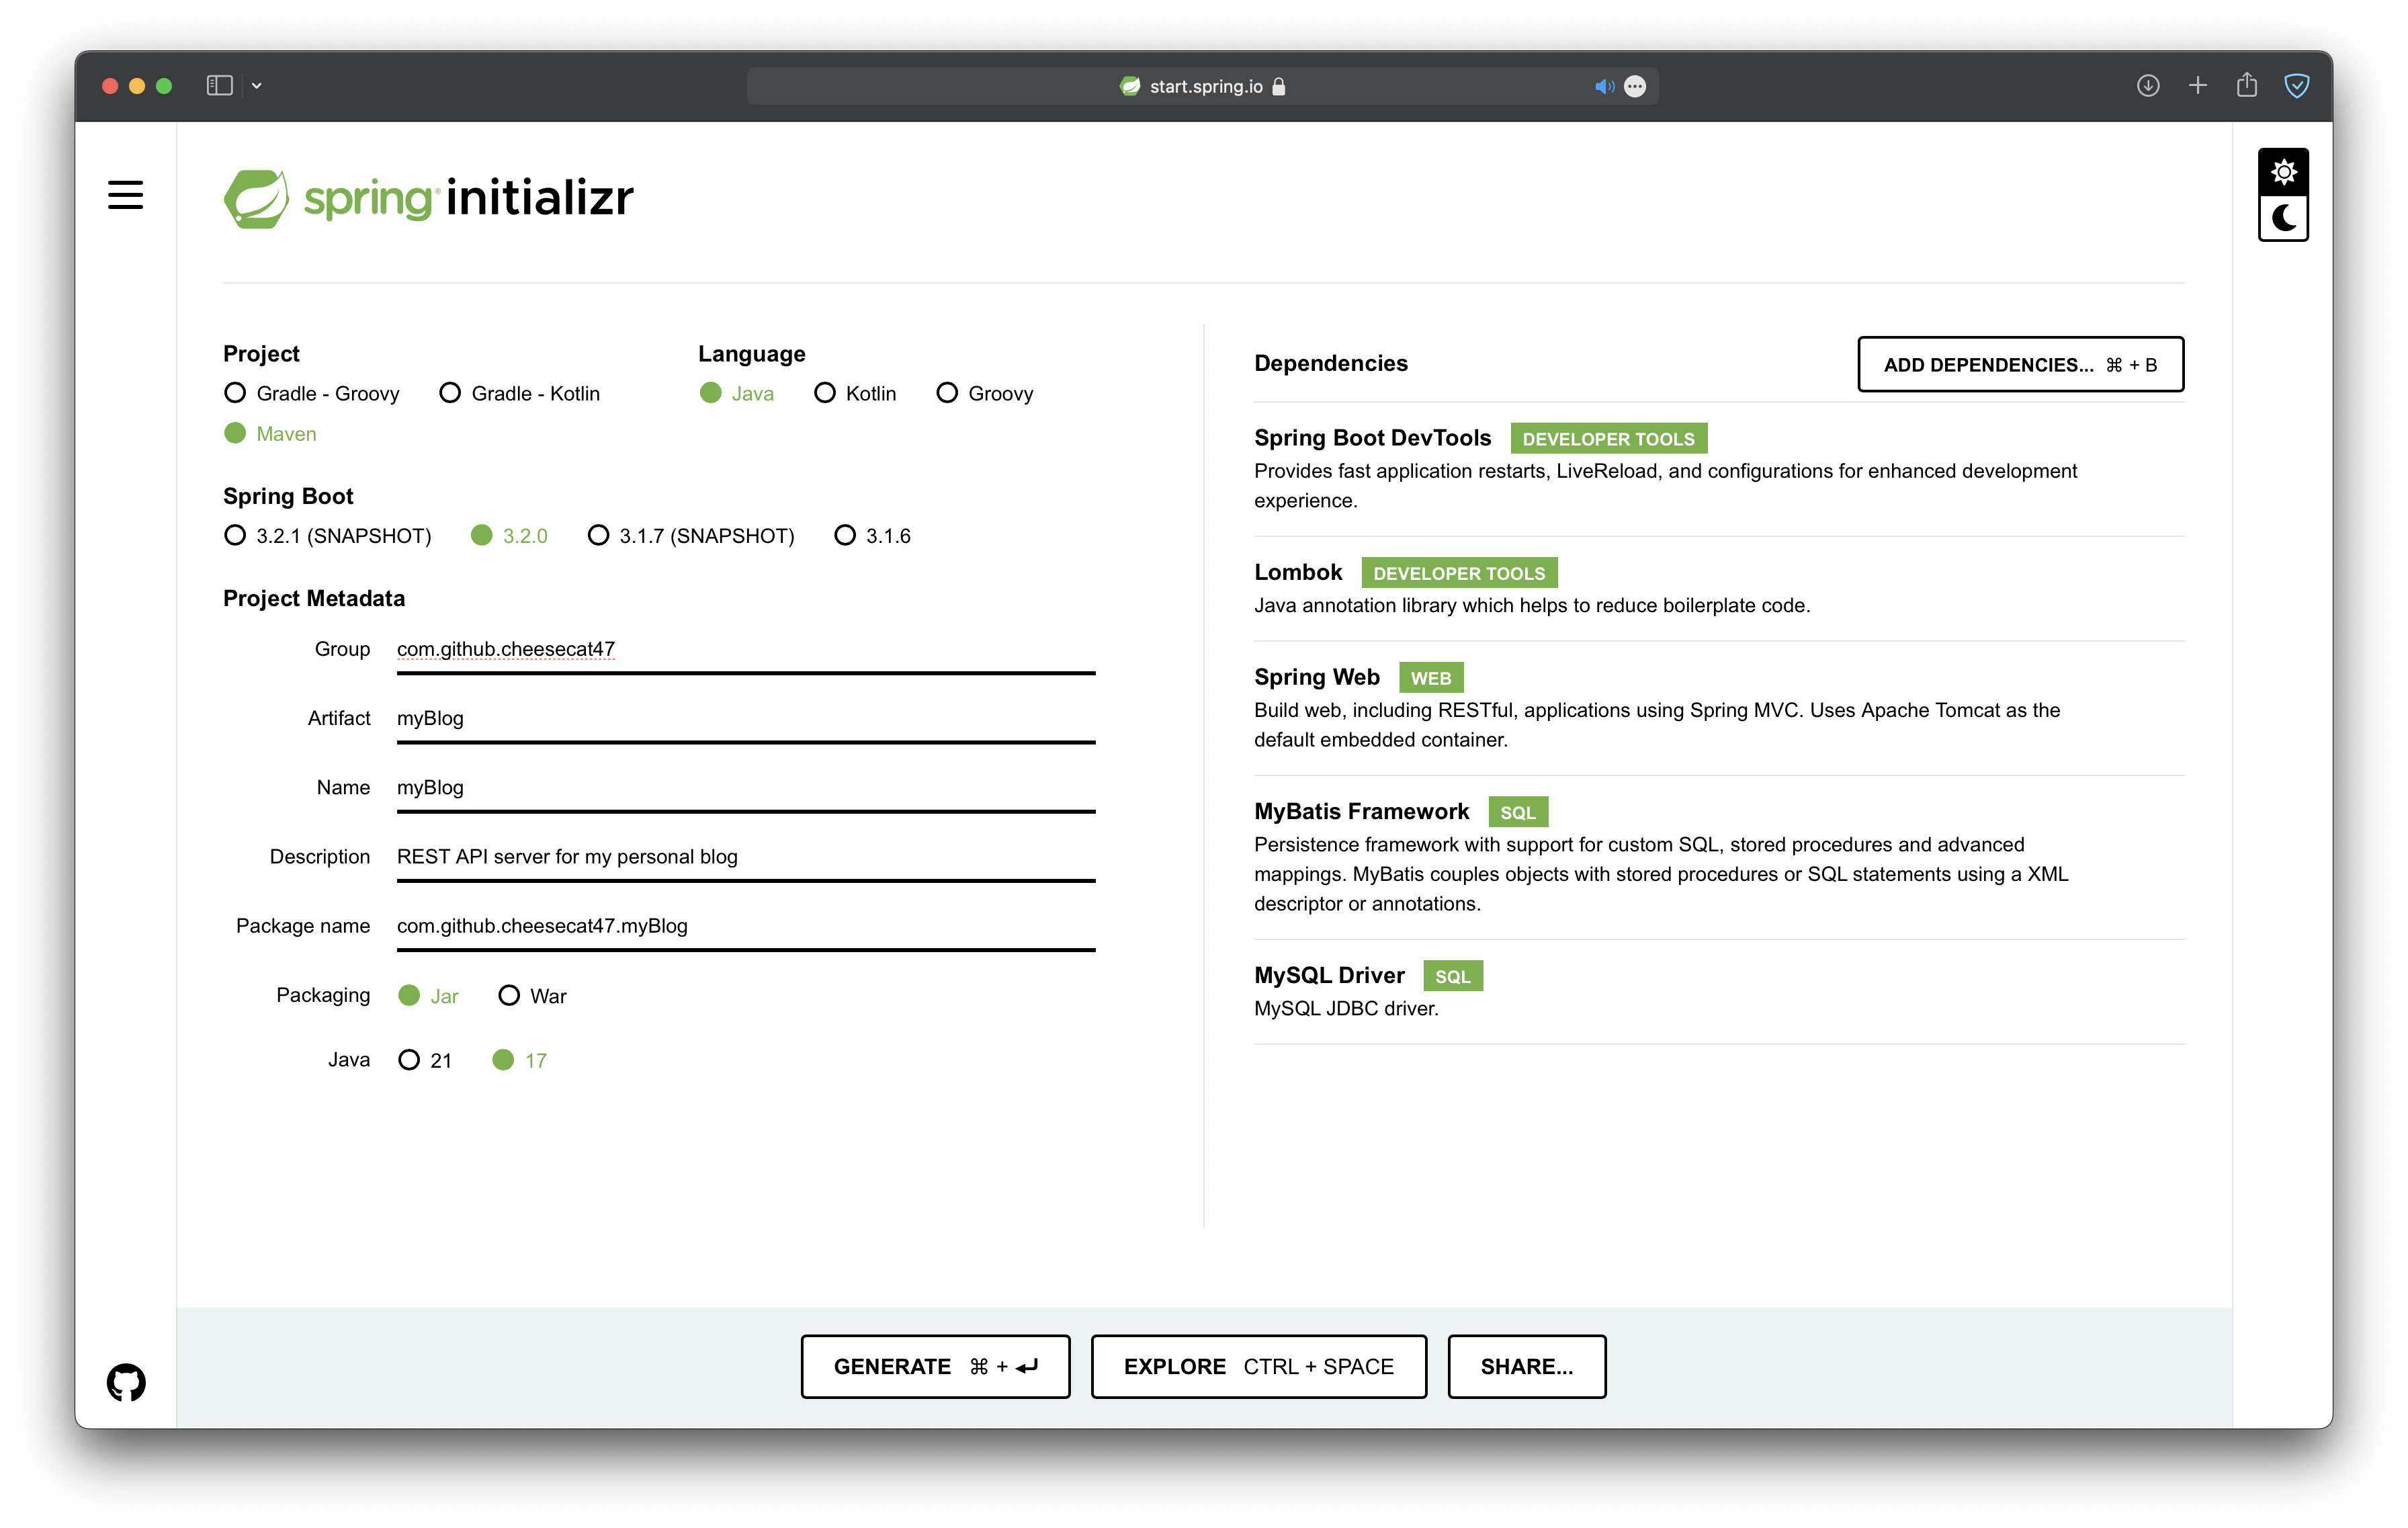 start.spring.io
spring® initializr
Project
Gradle - Groovy Gradle - Kotlin
Maven
Language
Java Kotlin Groovy
Spring Boot
3.2.1 (SNAPSHOT) 3.2.0 3.1.7 (SNAPSHOT) 3.1.6
Project Metadata
Group com.github.cheesecat47
Artifact myBlog
Name myBlog
Description REST API server for my personal blog
Package name com.github.cheesecat47.myBlog
Packaging Jar War
Java 21 17
Dependencies
ADD DEPENDENCIES... ⌘ + B
Spring Boot DevTools DEVELOPER TOOLS
Provides fast application restarts, LiveReload, and configurations for enhanced development
experience.
Lombok DEVELOPER TOOLS
Java annotation library which helps to reduce boilerplate code.
Spring Web WEB
Build web, including RESTful, applications using Spring MVC. Uses Apache Tomcat as the
default embedded container.
MyBatis Framework SQL
Persistence framework with support for custom SQL, stored procedures and advanced
mappings. MyBatis couples objects with stored procedures or SQL statements using a XML
descriptor or annotations.
MySQL Driver SQL
MySQL JDBC driver.
GENERATE ⌘ + ↵
EXPLORE CTRL + SPACE
SHARE...